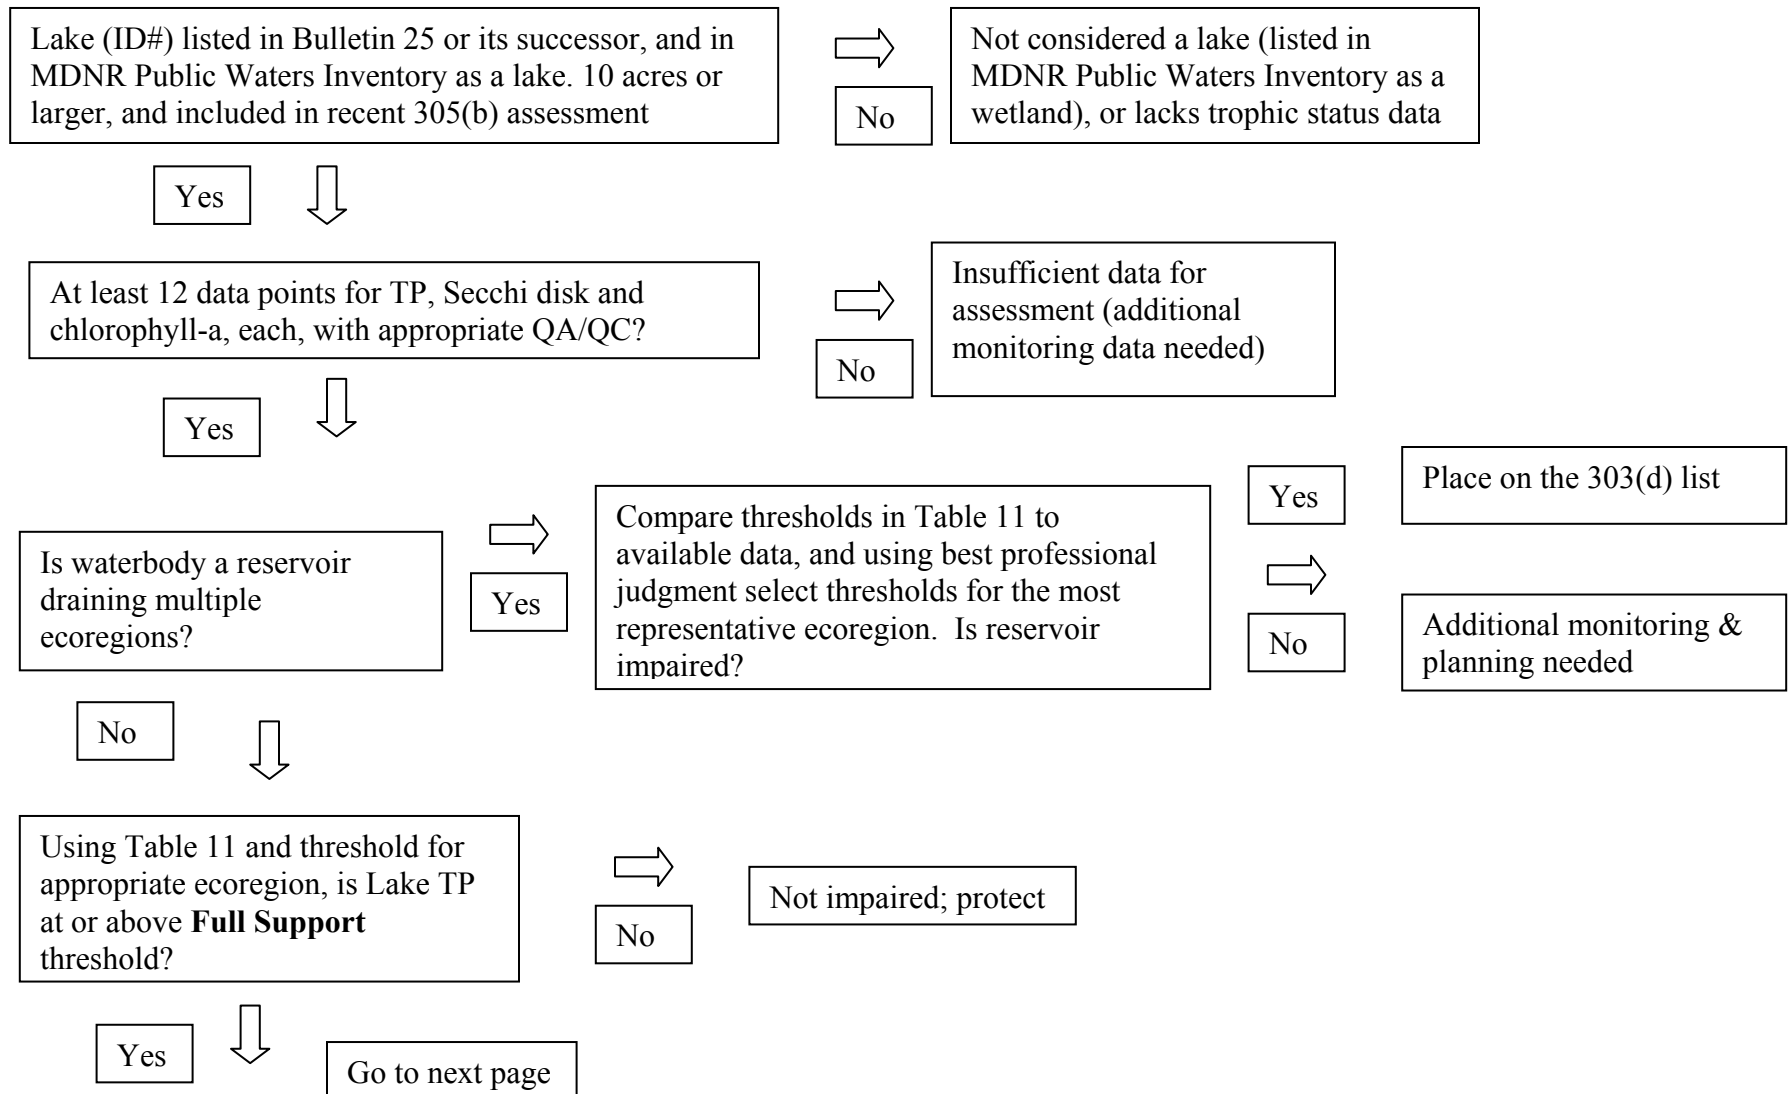 Lake (ID#) listed in Bulletin 25 or its successor, and in
MDNR Public Waters Inventory as a lake. 10 acres or
larger, and included in recent 305(b) assessment
No
Not considered a lake (listed in
MDNR Public Waters Inventory as a
wetland), or lacks trophic status data
Yes
At least 12 data points for TP, Secchi disk and
chlorophyll-a, each, with appropriate QA/QC?
No
Insufficient data for
assessment (additional
monitoring data needed)
Yes
Is waterbody a reservoir
draining multiple
ecoregions?
Yes
Compare thresholds in Table 11 to
available data, and using best professional
judgment select thresholds for the most
representative ecoregion.  Is reservoir
impaired?
Yes
Place on the 303(d) list
No
Additional monitoring &
planning needed
No
Using Table 11 and threshold for
appropriate ecoregion, is Lake TP
at or above Full Support
threshold?
No
Not impaired; protect
Yes
Go to next page